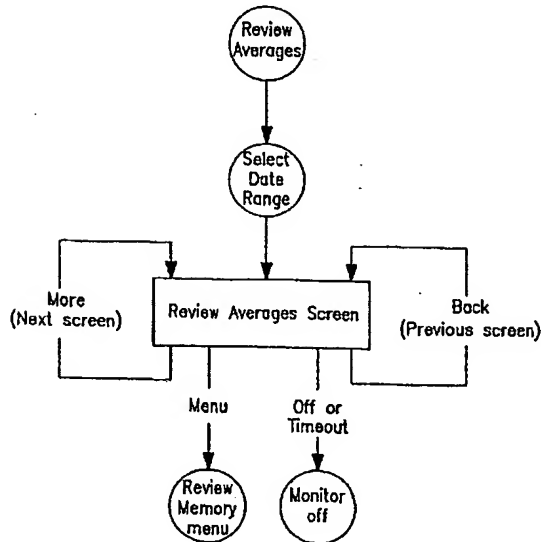 Review
Averages
Select
Date
Range
More
(Next screen)
Review Averages Screen
Back
(Previous screen)
Menu
Off or
Timeout
Review
Memory
menu
Monitor
off